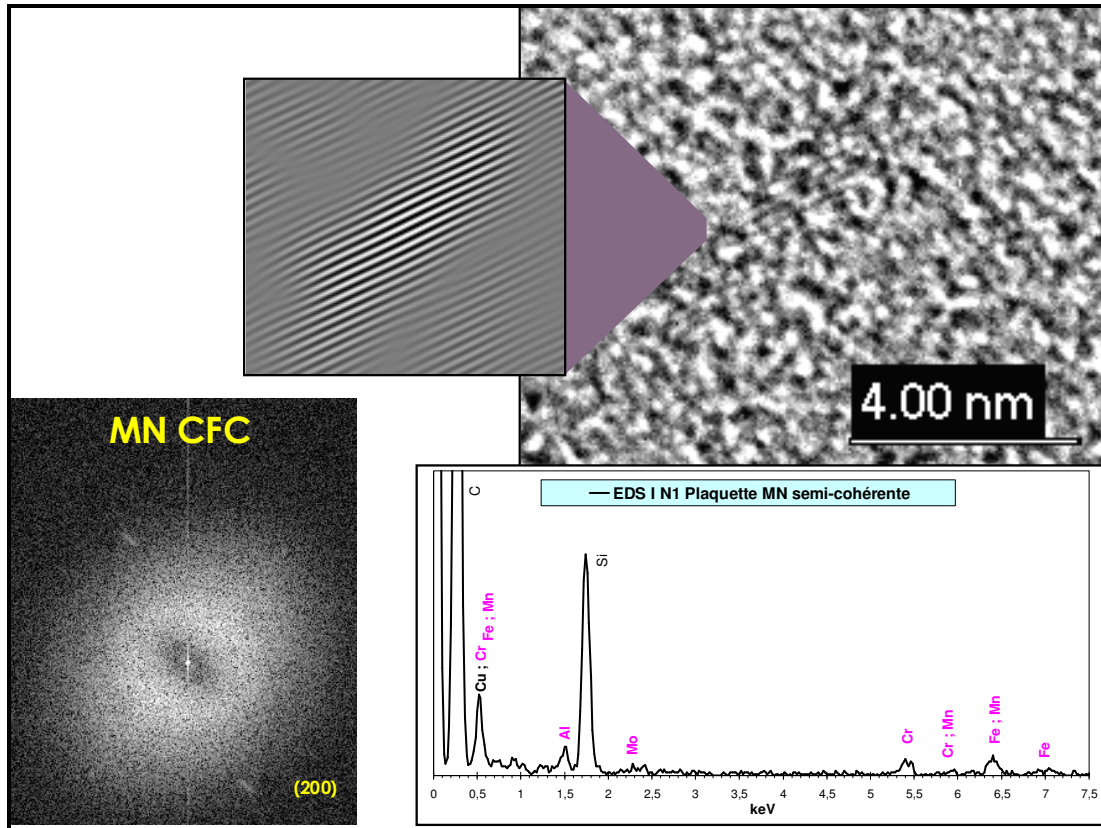 4.00 nm
MN CFC
(200)
EDS I N1 Plaquette MN semi-cohérente
C
Si
Cu ; Cr Fe ; Mn
Al
Mo
Cr
Cr ; Mn
Fe ; Mn
Fe
0 0,5 1 1,5 2 2,5 3 3,5 4 4,5 5 5,5 6 6,5 7 7,5
keV